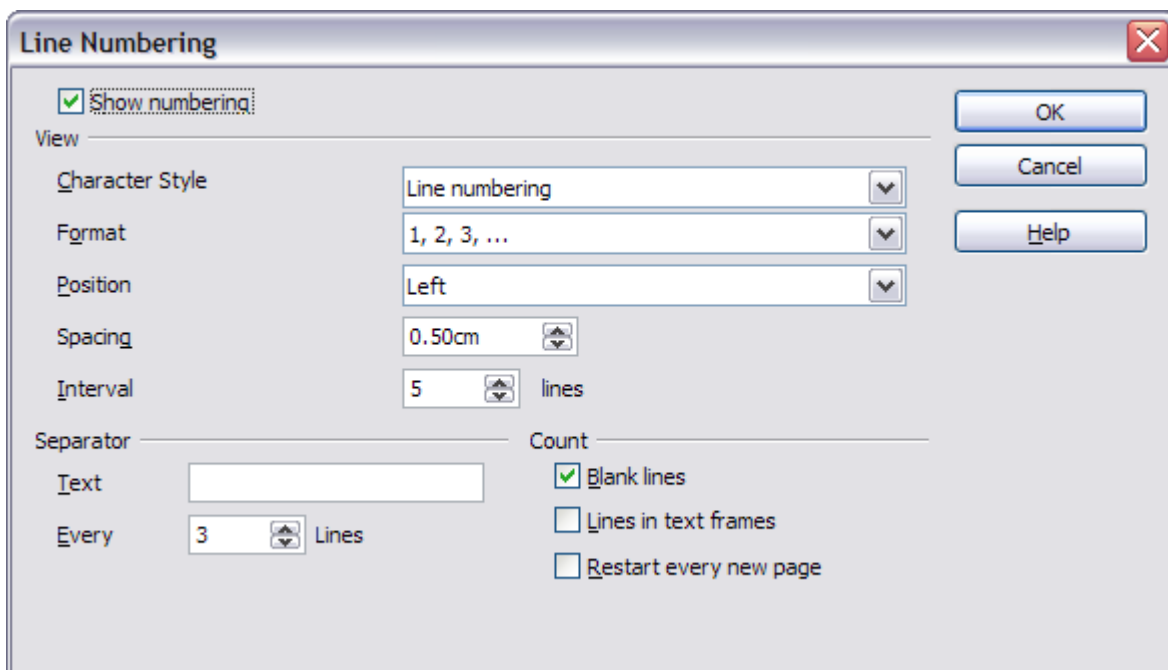 Line Numbering
Show numbering
OK
View
Cancel
Character Style Line numbering
Format 1, 2, 3, ...
Help
Position Left
Spacing 0.50cm
Interval 5 lines
Separator
Text
Every 3 Lines
Count
Blank lines
Lines in text frames
Restart every new page